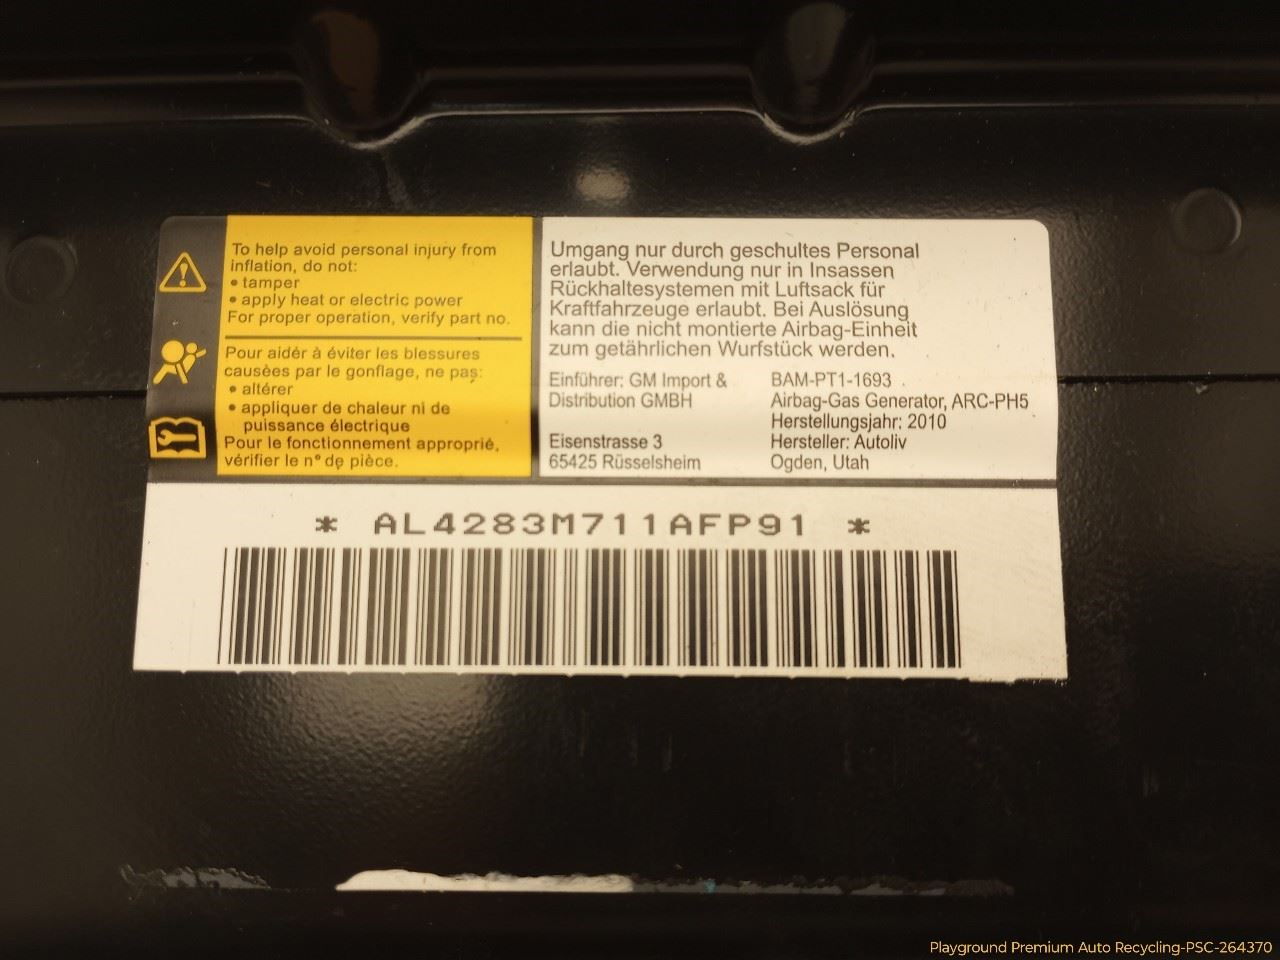 To help avoid personal injury from
inflation, do not:
• tamper
• apply heat or electric power
For proper operation, verify part no.
Pour aidér à éviter les blessures
causées par le gonflage, ne pas:
• altérer
• appliquer de chaleur ni de
puissance électrique
Pour le fonctionnement approprié,
vérifier le n° de pièce.
Umgang nur durch geschultes Personal
erlaubt. Verwendung nur in Insassen
Rückhaltesystemen mit Luftsack für
Kraftfahrzeuge erlaubt. Bei Auslösung
kann die nicht montierte Airbag-Einheit
zum getährlichen Wurfstück werden.
Einführer: GM Import &
Distribution GMBH
Eisenstrasse 3
65425 Rüsselsheim
BAM-PT1-1693
Airbag-Gas Generator, ARC-PH5
Herstellungsjahr: 2010
Hersteller: Autoliv
Ogden, Utah
* AL4283M711AFP91 *
Playground Premium Auto Recycling-PSC-264370